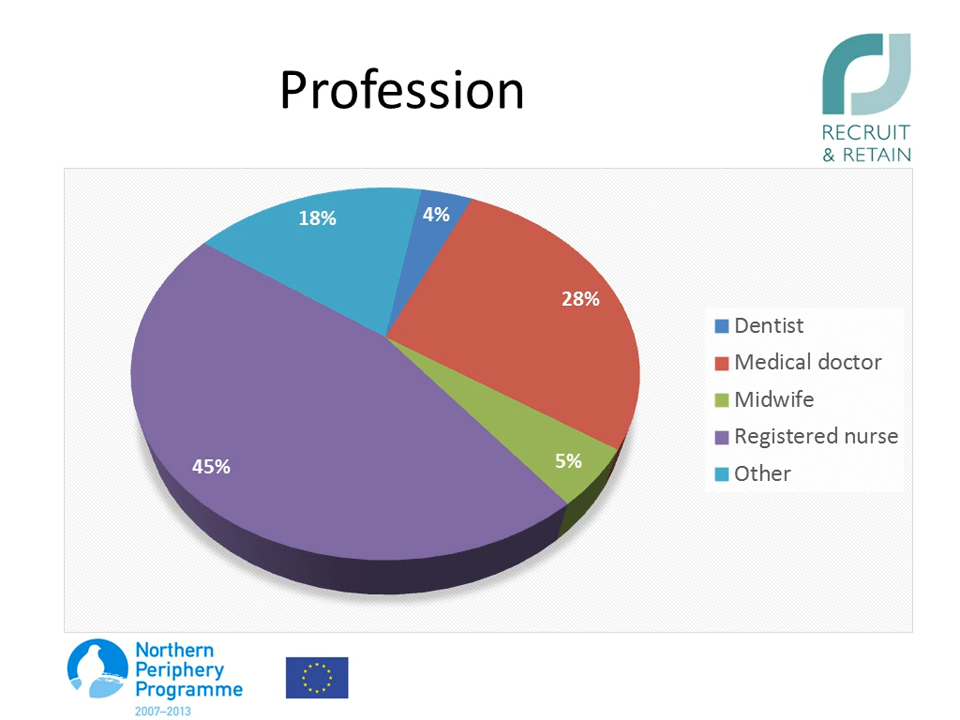 Profession
RECRUIT
& RETAIN
18%
4%
28%
45%
5%
Dentist
Medical doctor
Midwife
Registered nurse
Other
Northern
Periphery
Programme
2007–2013